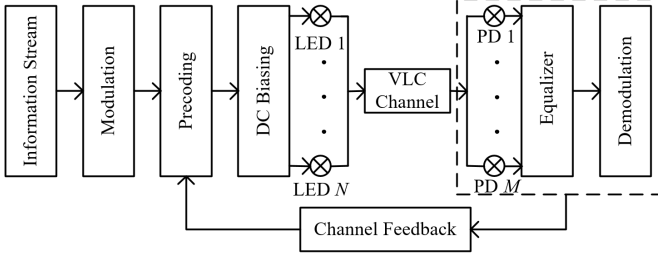 Information Stream
Modulation
Precoding
DC Biasing
LED 1
LED N
VLC
Channel
PD 1
PD M
Equalizer
Demodulation
Channel Feedback